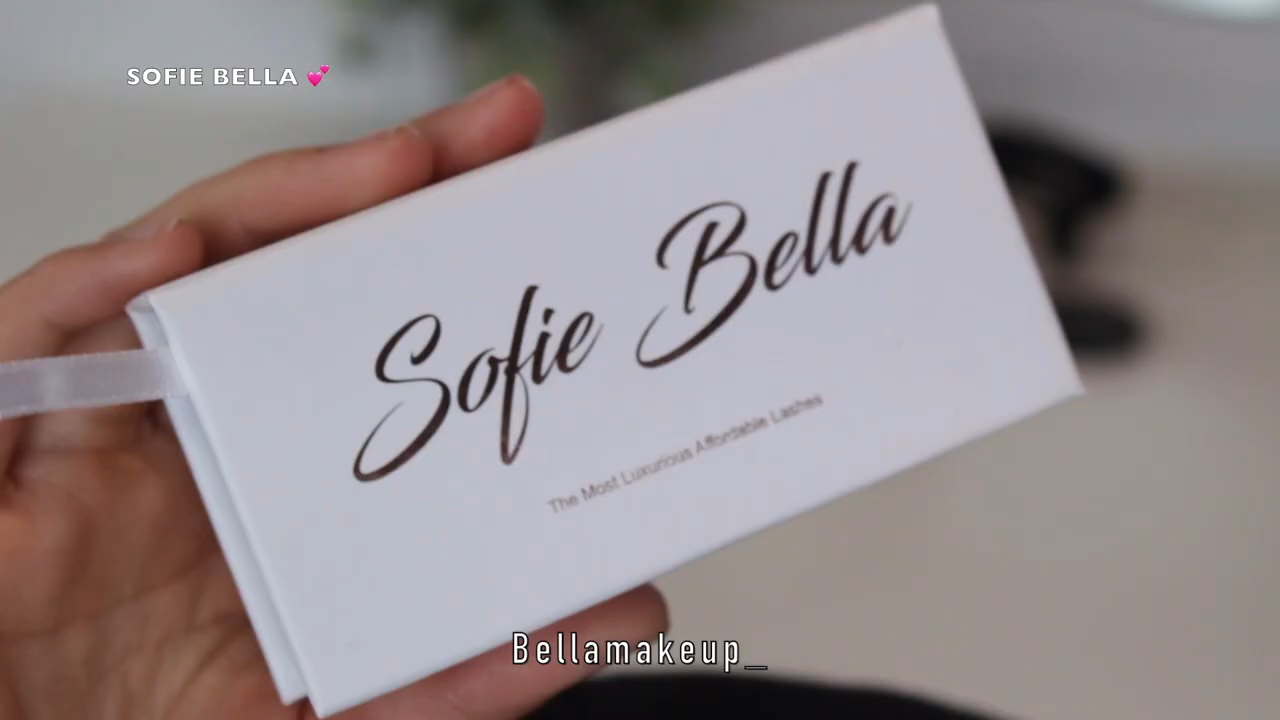 SOFIE BELLA 💕
Sofie Bella
The Most Luxurious Affordable Lashes
Bellamakeup_